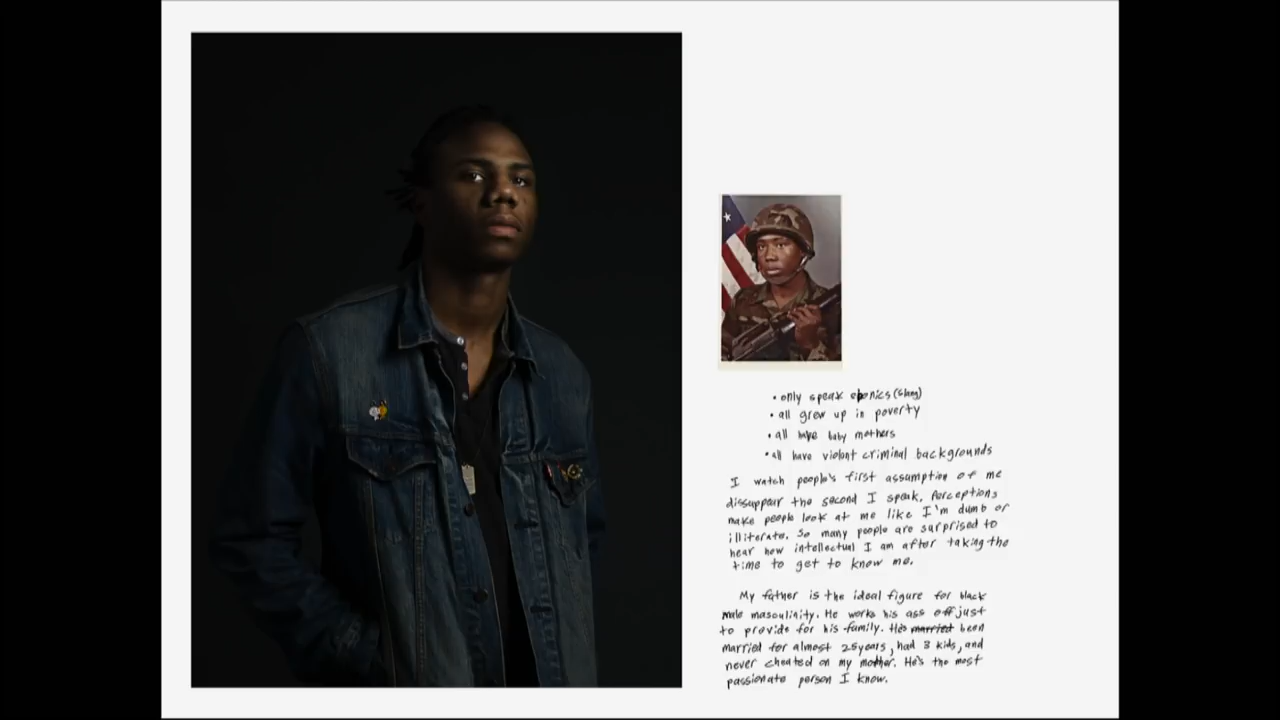 • only speak ebonics (slang)
• all grew up in poverty
• all have baby mothers
• all have violent criminal backgrounds
I watch people's first assumption of me
dissuppear the second I speak. Perceptions
make people look at me like I'm dumb or
illiterate. So many people are surprised to
hear how intellectual I am after taking the
time to get to know me.
My father is the ideal figure for black
male masculinity. He works his ass off just
to provide for his family. He's married been
married for almost 25 years, had 3 kids, and
never cheated on my mother. He's the most
passionate person I know.